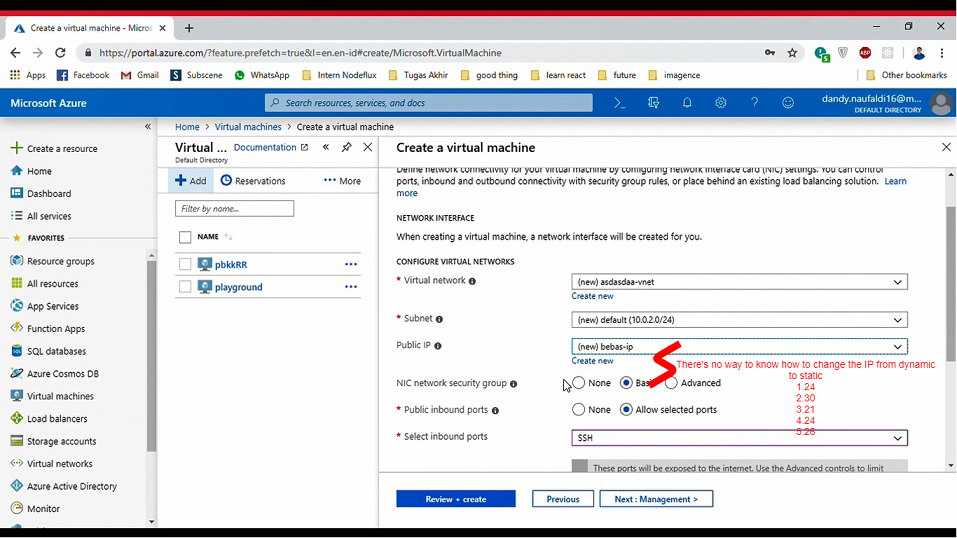 Create a virtual machine - Micros
https://portal.azure.com/?feature.prefetch=true&l=en.en-id#create/Microsoft.VirtualMachine
Apps Facebook Gmail Subscene WhatsApp Intern Nodeflux Tugas Akhir good thing learn react future imagence Other bookmarks
Microsoft Azure
Search resources, services, and docs
dandy.naufaldi16@m...
DEFAULT DIRECTORY
Home > Virtual machines > Create a virtual machine
Create a resource
Home
Dashboard
All services
FAVORITES
Resource groups
All resources
App Services
Function Apps
SQL databases
Azure Cosmos DB
Virtual machines
Load balancers
Storage accounts
Virtual networks
Azure Active Directory
Monitor
Virtual ... Documentation
Default Directory
Add Reservations ••• More
Filter by name...
NAME
pbkkRR
playground
Create a virtual machine
Define network connectivity for your virtual machine by configuring network interface card (NIC) settings. You can control
ports, inbound and outbound connectivity with security group rules, or place behind an existing load balancing solution. Learn
more
NETWORK INTERFACE
When creating a virtual machine, a network interface will be created for you.
CONFIGURE VIRTUAL NETWORKS
* Virtual network (new) asdasdaa-vnet
Create new
* Subnet (new) default (10.0.2.0/24)
Public IP (new) bebas-ip
Create new
There's no way to know how to change the IP from dynamic
to static
1.24
2.30
3.21
4.24
5.26
NIC network security group None Basic Advanced
* Public inbound ports None Allow selected ports
* Select inbound ports SSH
These ports will be exposed to the internet. Use the Advanced controls to limit
Review + create Previous Next : Management >